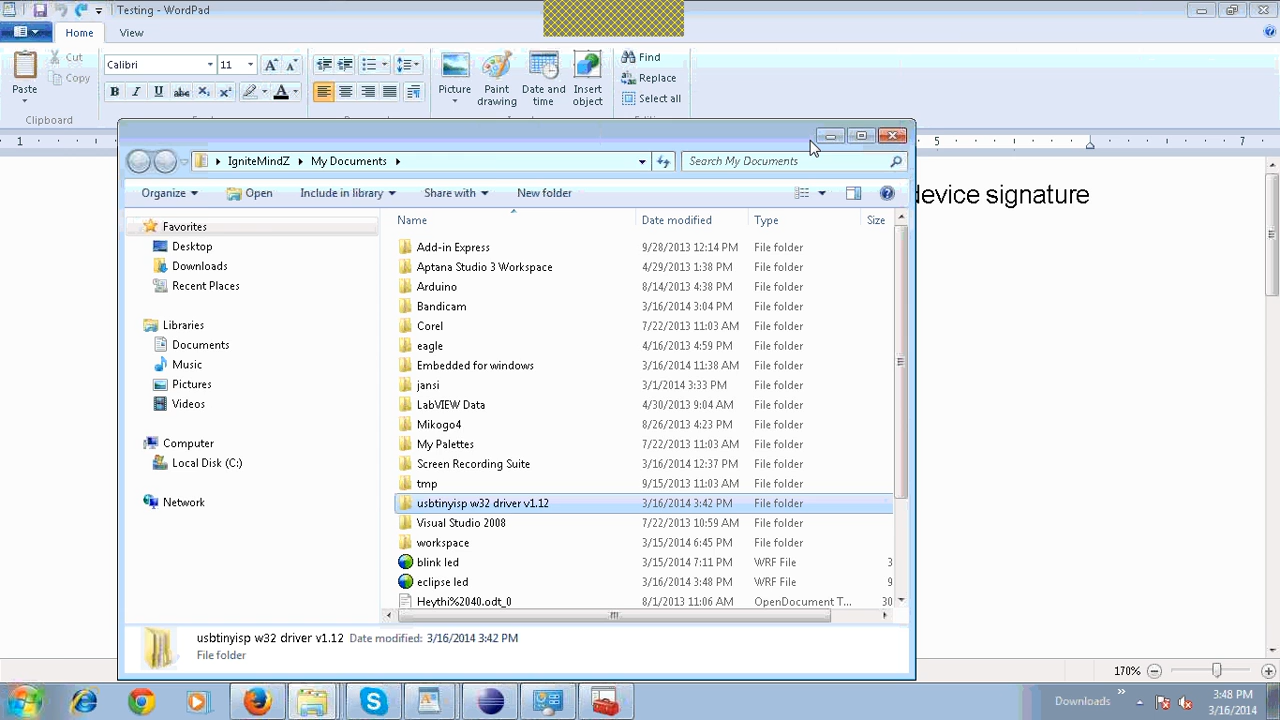 Testing - WordPad
Home View
Cut
Copy
Paste
Clipboard
Calibri 11
B I U abc X₂ X²
A
Picture
Paint drawing
Date and time
Insert object
Find
Replace
Select all
1 5 7
device signature
IgniteMindZ My Documents
Search My Documents
Organize Open Include in library Share with New folder
Favorites
Desktop
Downloads
Recent Places
Libraries
Documents
Music
Pictures
Videos
Computer
Local Disk (C:)
Network
Name Date modified Type Size
Add-in Express 9/28/2013 12:14 PM File folder
Aptana Studio 3 Workspace 4/29/2013 1:38 PM File folder
Arduino 8/14/2013 4:38 PM File folder
Bandicam 3/16/2014 3:04 PM File folder
Corel 7/22/2013 11:03 AM File folder
eagle 4/16/2013 4:59 PM File folder
Embedded for windows 3/16/2014 11:38 AM File folder
jansi 3/1/2014 3:33 PM File folder
LabVIEW Data 4/30/2013 9:04 AM File folder
Mikogo4 8/26/2013 4:23 PM File folder
My Palettes 7/22/2013 11:03 AM File folder
Screen Recording Suite 3/16/2014 12:37 PM File folder
tmp 9/15/2013 11:03 AM File folder
usbtinyisp w32 driver v1.12 3/16/2014 3:42 PM File folder
Visual Studio 2008 7/22/2013 10:59 AM File folder
workspace 3/15/2014 6:45 PM File folder
blink led 3/15/2014 7:11 PM WRF File 3
eclipse led 3/16/2014 3:48 PM WRF File 9
Heythi%2040.odt_0 8/1/2013 11:06 AM OpenDocument T... 30
usbtinyisp w32 driver v1.12 Date modified: 3/16/2014 3:42 PM
File folder
170%
Downloads
3:48 PM
3/16/2014